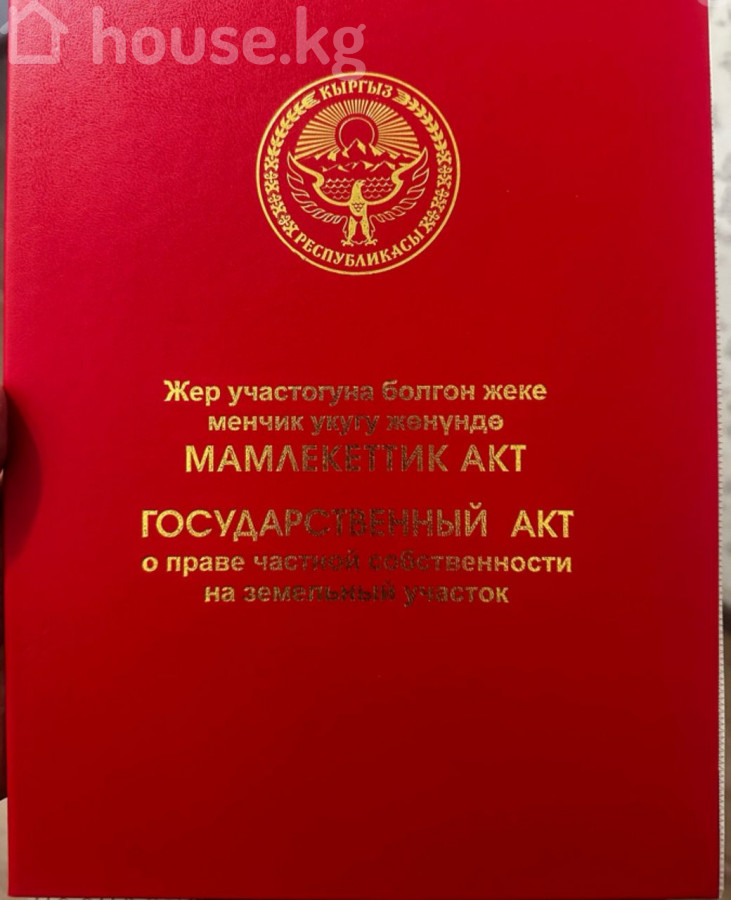 house.kg
КЫРГЫЗ
РЕСПУБЛИКАСЫ
Жер участогуна болгон жеке
менчик укугу жөнүндө
МАМЛЕКЕТТИК АКТ
ГОСУДАРСТВЕННЫЙ АКТ
о праве частной собственности
на земельный участок